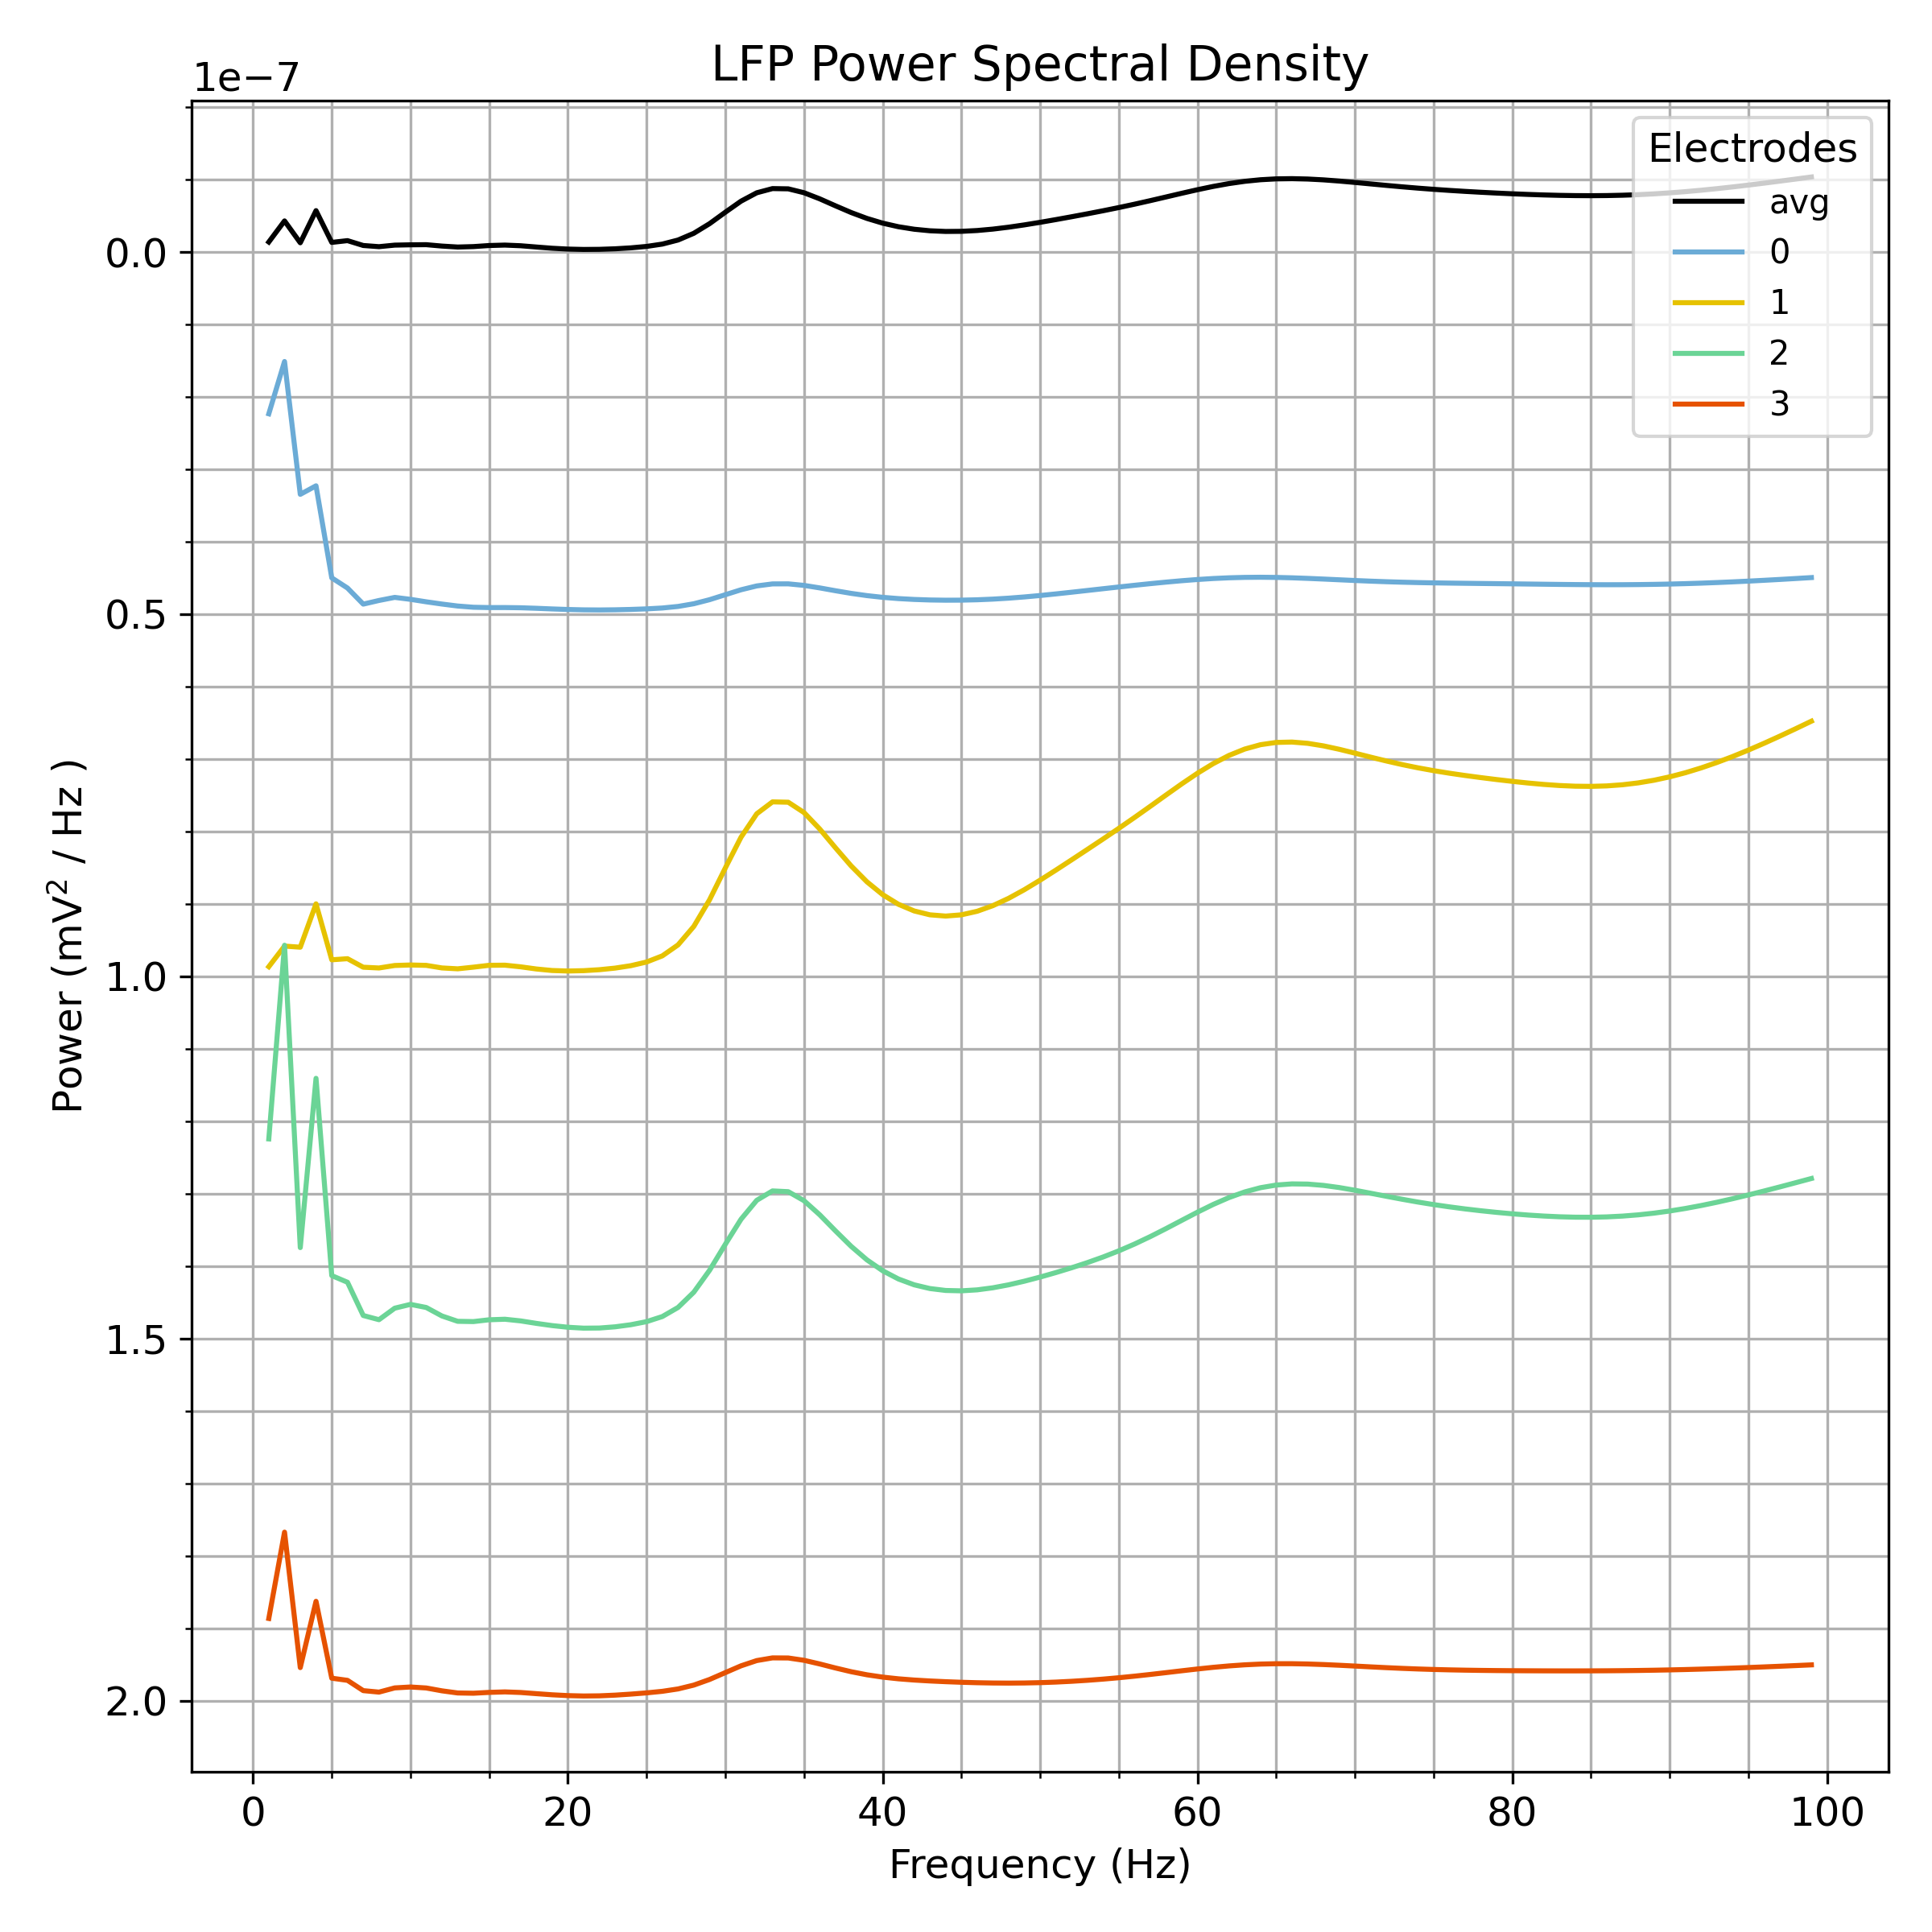 LFP Power Spectral Density
1e−7
Electrodes
avg
0
1
2
3
0.0
0.5
1.0
1.5
2.0
Power (mV² / Hz )
0 20 40 60 80 100
Frequency (Hz)